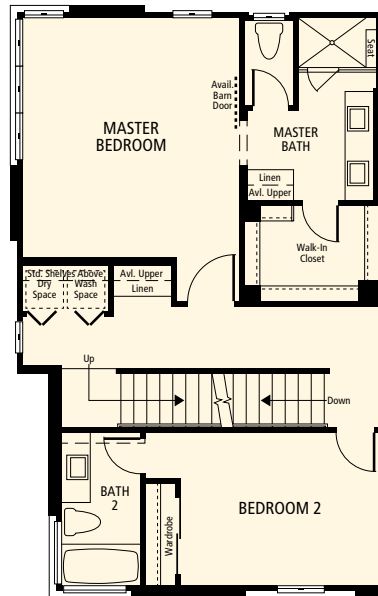 Seat
Avail.
Barn
Door
MASTER
BEDROOM
MASTER
BATH
Linen
Avl. Upper
Walk-In
Closet
Std. Shelves Above
Dry
Space
Wash
Space
Avl. Upper
Linen
Up
Down
BATH
2
Wardrobe
BEDROOM 2